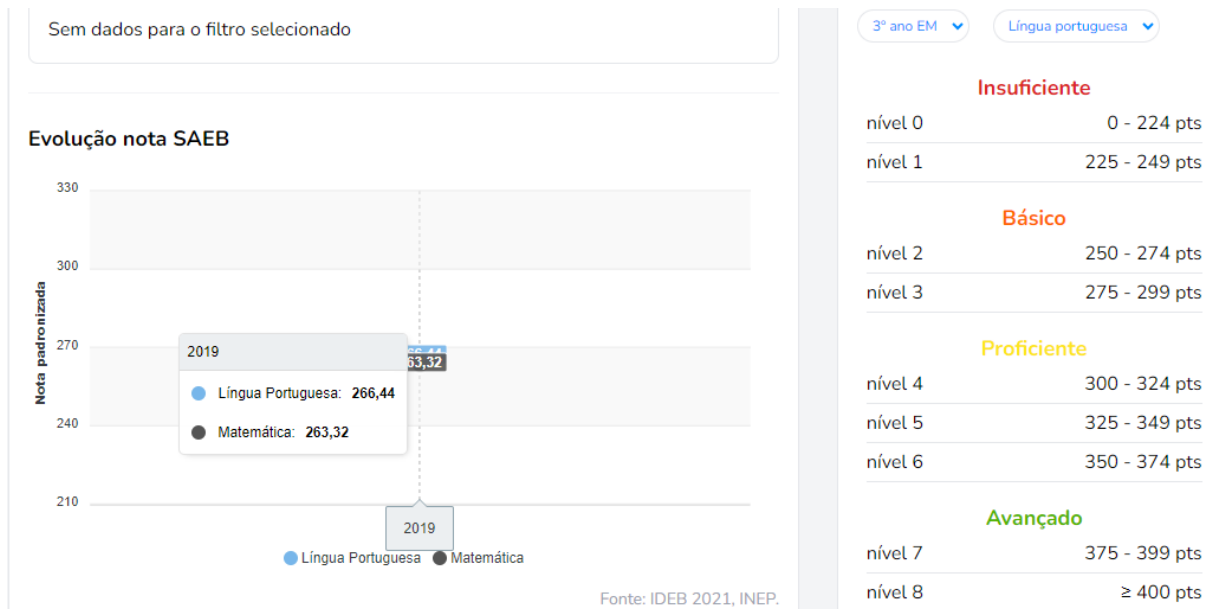 Sem dados para o filtro selecionado
Evolução nota SAEB
Nota padronizada
330
300
270
240
210
2019
Língua Portuguesa: 266,44
Matemática: 263,32
63,32
2019
Língua Portuguesa Matemática
Fonte: IDEB 2021, INEP.
3º ano EM Língua portuguesa
Insuficiente
nível 0 0 - 224 pts
nível 1 225 - 249 pts
Básico
nível 2 250 - 274 pts
nível 3 275 - 299 pts
Proficiente
nível 4 300 - 324 pts
nível 5 325 - 349 pts
nível 6 350 - 374 pts
Avançado
nível 7 375 - 399 pts
nível 8 ≥ 400 pts